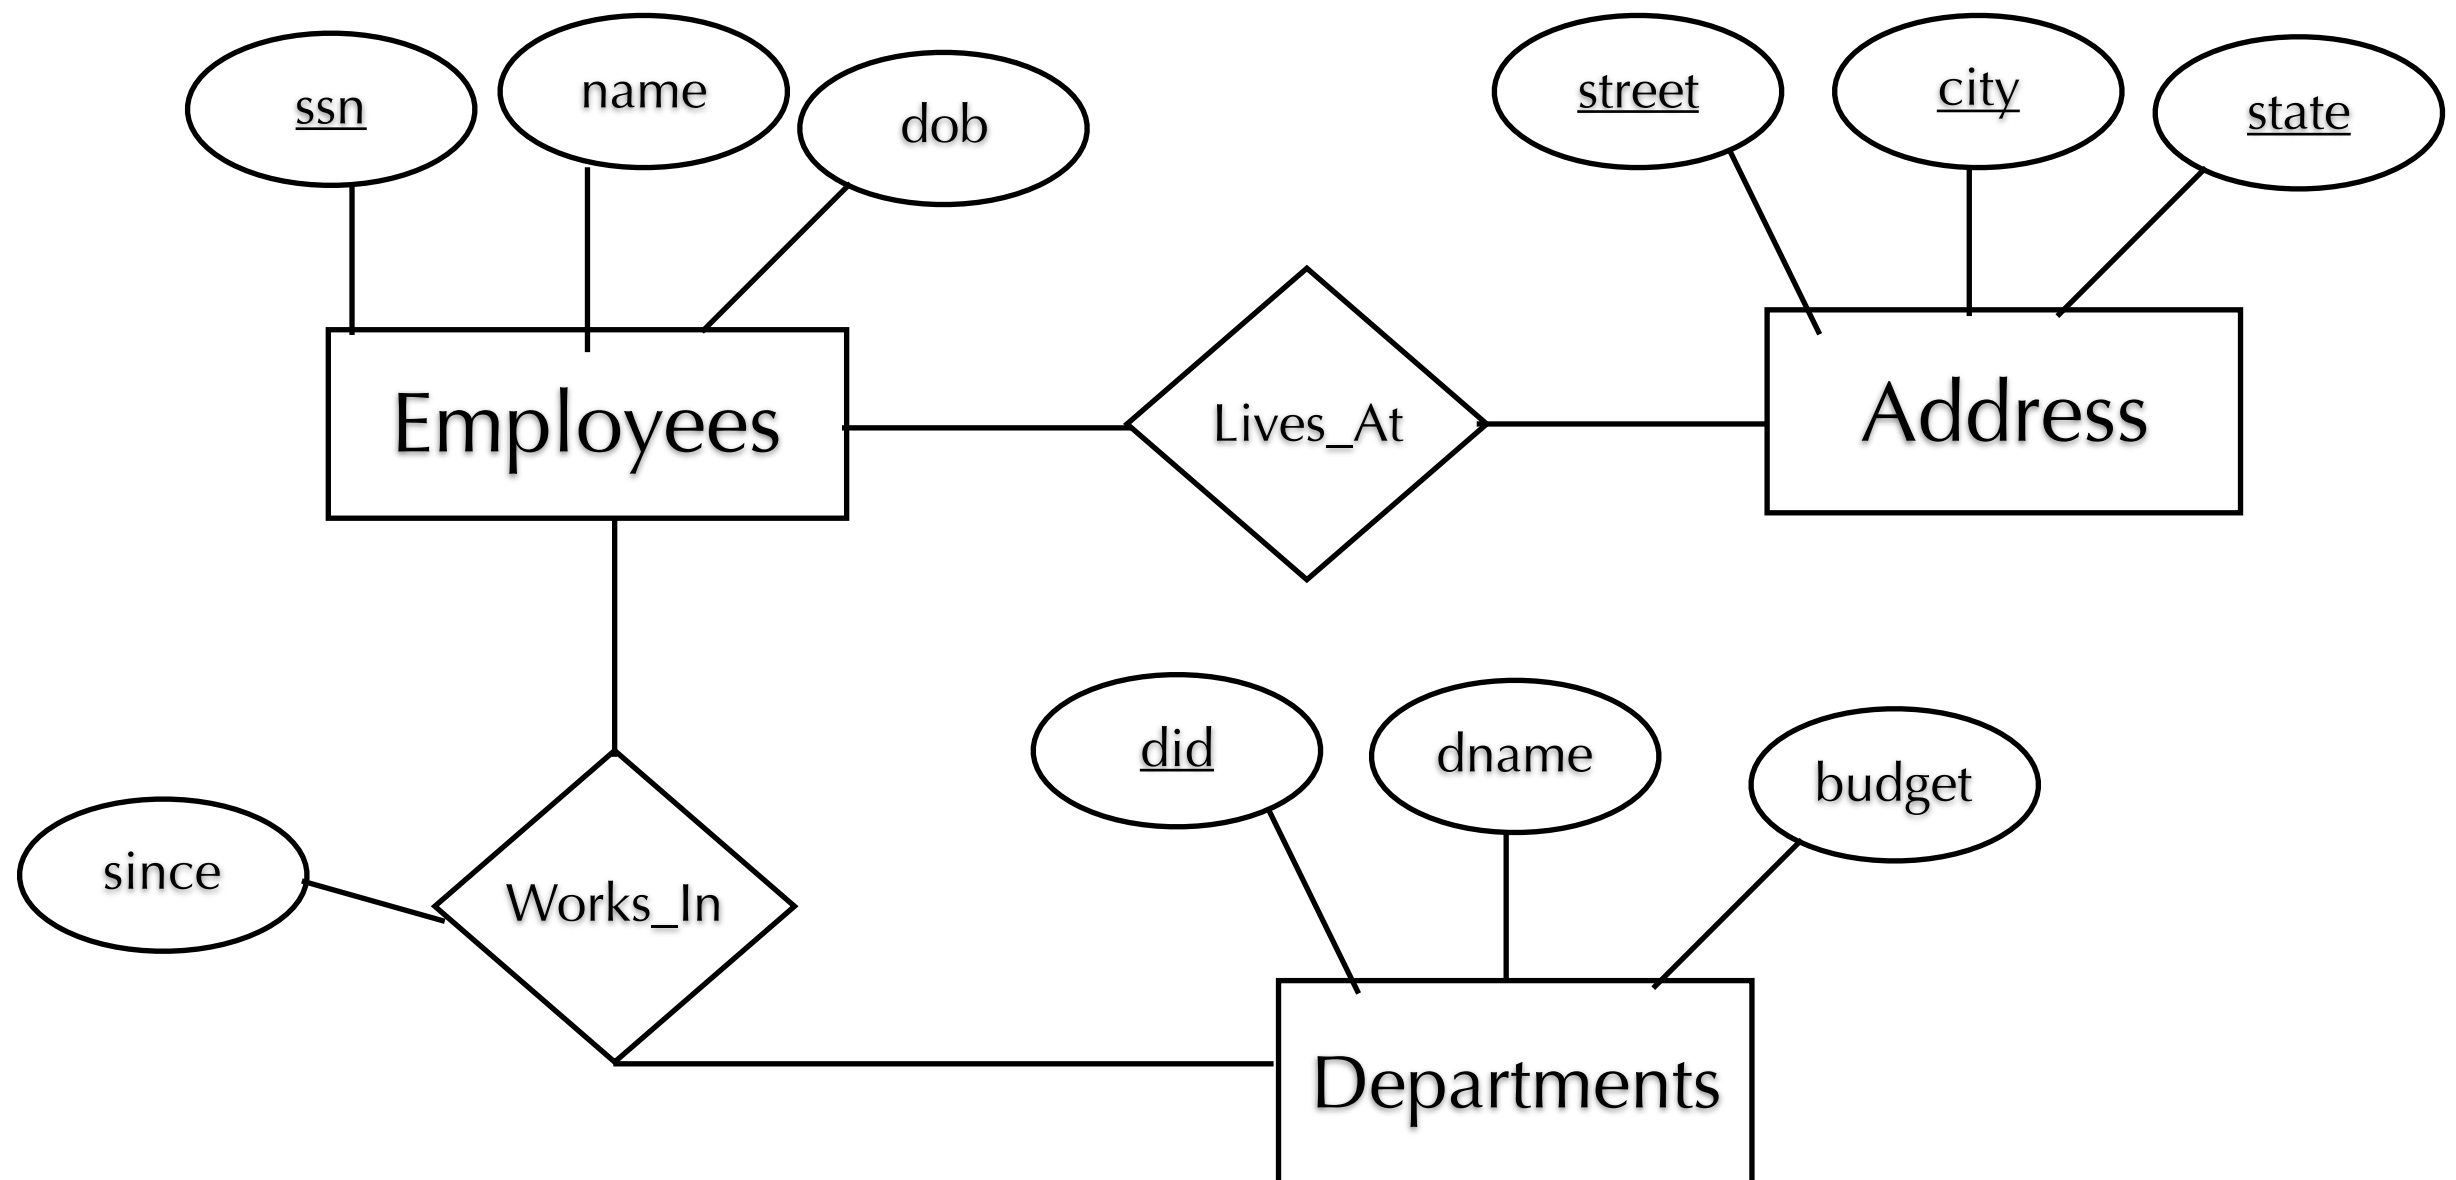 ssn
name
dob
street
city
state
Employees
Lives_At
Address
did
dname
budget
since
Works_In
Departments